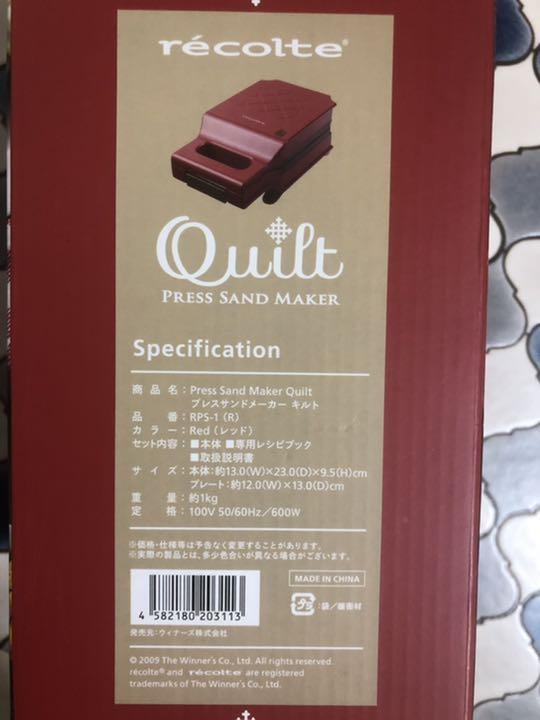 récolte®
Quilt
PRESS SAND MAKER
Specification
商品名：Press Sand Maker Quilt
プレスサンドメーカー キルト
品番：RPS-1（R）
カラー：Red（レッド）
セット内容：■本体 ■専用レシピブック
■取扱説明書
サイズ：本体：約13.0(W)×23.0(D)×9.5(H)cm
プレート：約12.0(W)×13.0(D)cm
重量：約1kg
定格：100V 50/60Hz／600W
※価格・仕様等は予告なく変更することがあります。
※実際の製品とは、多少色合いが異なる場合がございます。
MADE IN CHINA
4 582180 203113
プラ：袋／緩衝材
発売元：ウィナーズ株式会社
© 2009 The Winner's Co., Ltd. All rights reserved.
récolte® and récolte® are registered
trademarks of The Winner's Co., Ltd.